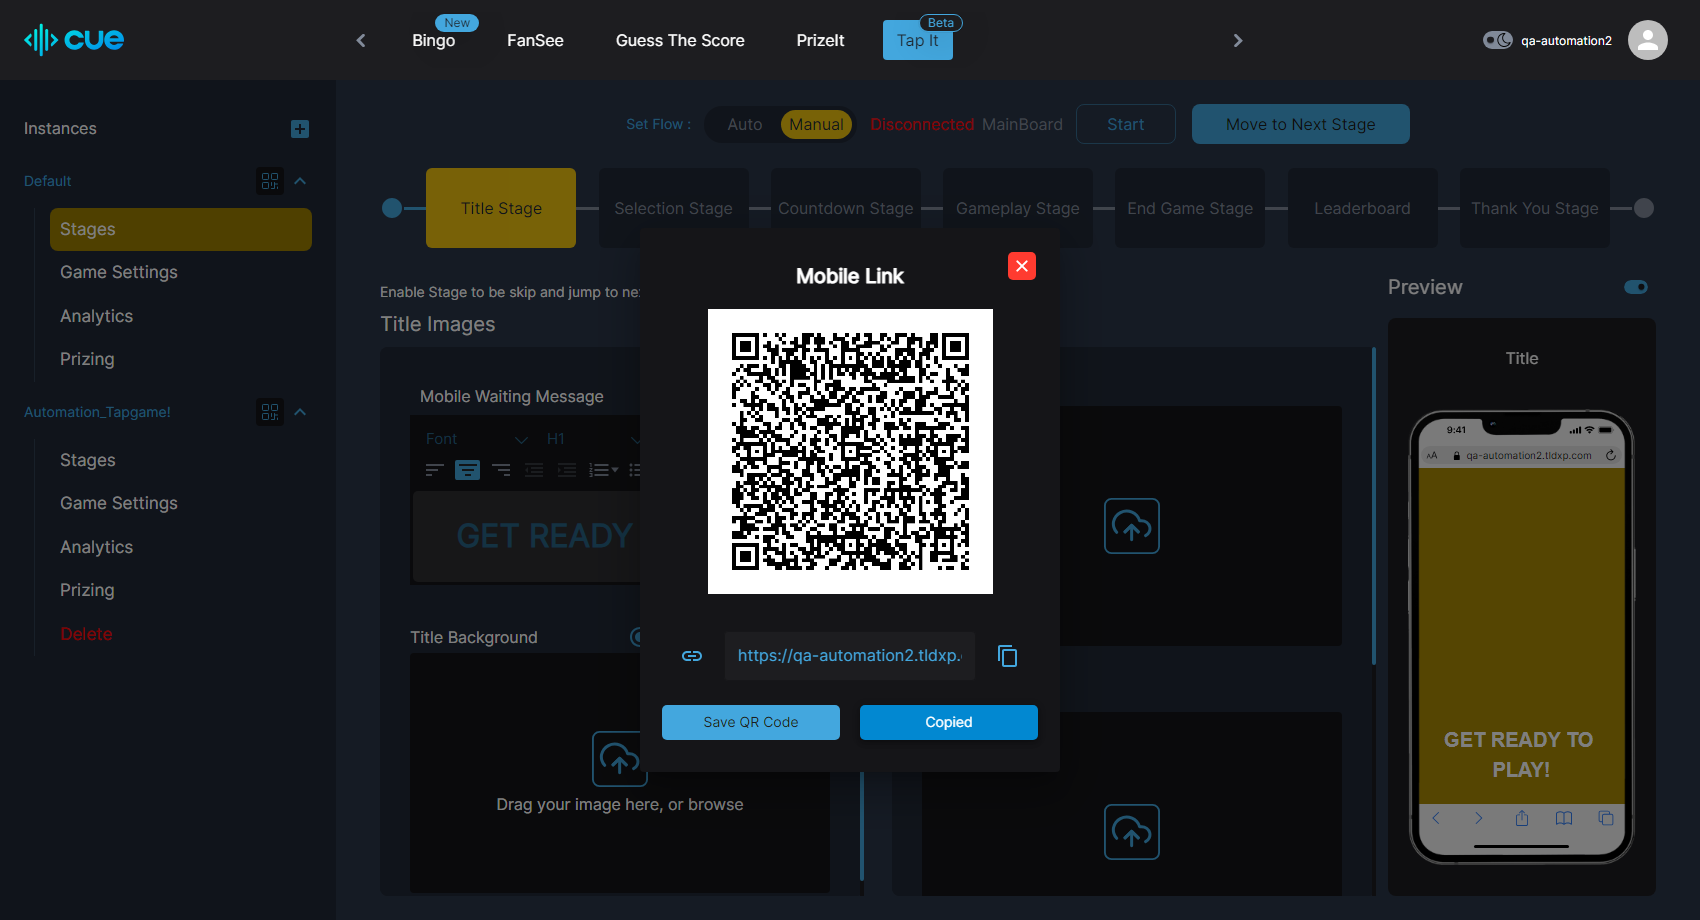 cue
New
Bingo
FanSee
Guess The Score
PrizeIt
Beta
Tap It
qa-automation2
Instances
Set Flow :
Auto
Manual
Disconnected
MainBoard
Start
Move to Next Stage
Default
Stages
Game Settings
Analytics
Prizing
Automation_Tapgame!
Stages
Game Settings
Analytics
Prizing
Delete
Title Stage
Selection Stage
Countdown Stage
Gameplay Stage
End Game Stage
Leaderboard
Thank You Stage
Enable Stage to be skip and jump to ne
Title Images
Mobile Waiting Message
Font
H1
GET READY
Title Background
Drag your image here, or browse
Mobile Link
https://qa-automation2.tldxp.
Save QR Code
Copied
Preview
Title
9:41
AA
qa-automation2.tldxp.com
GET READY TO
PLAY!